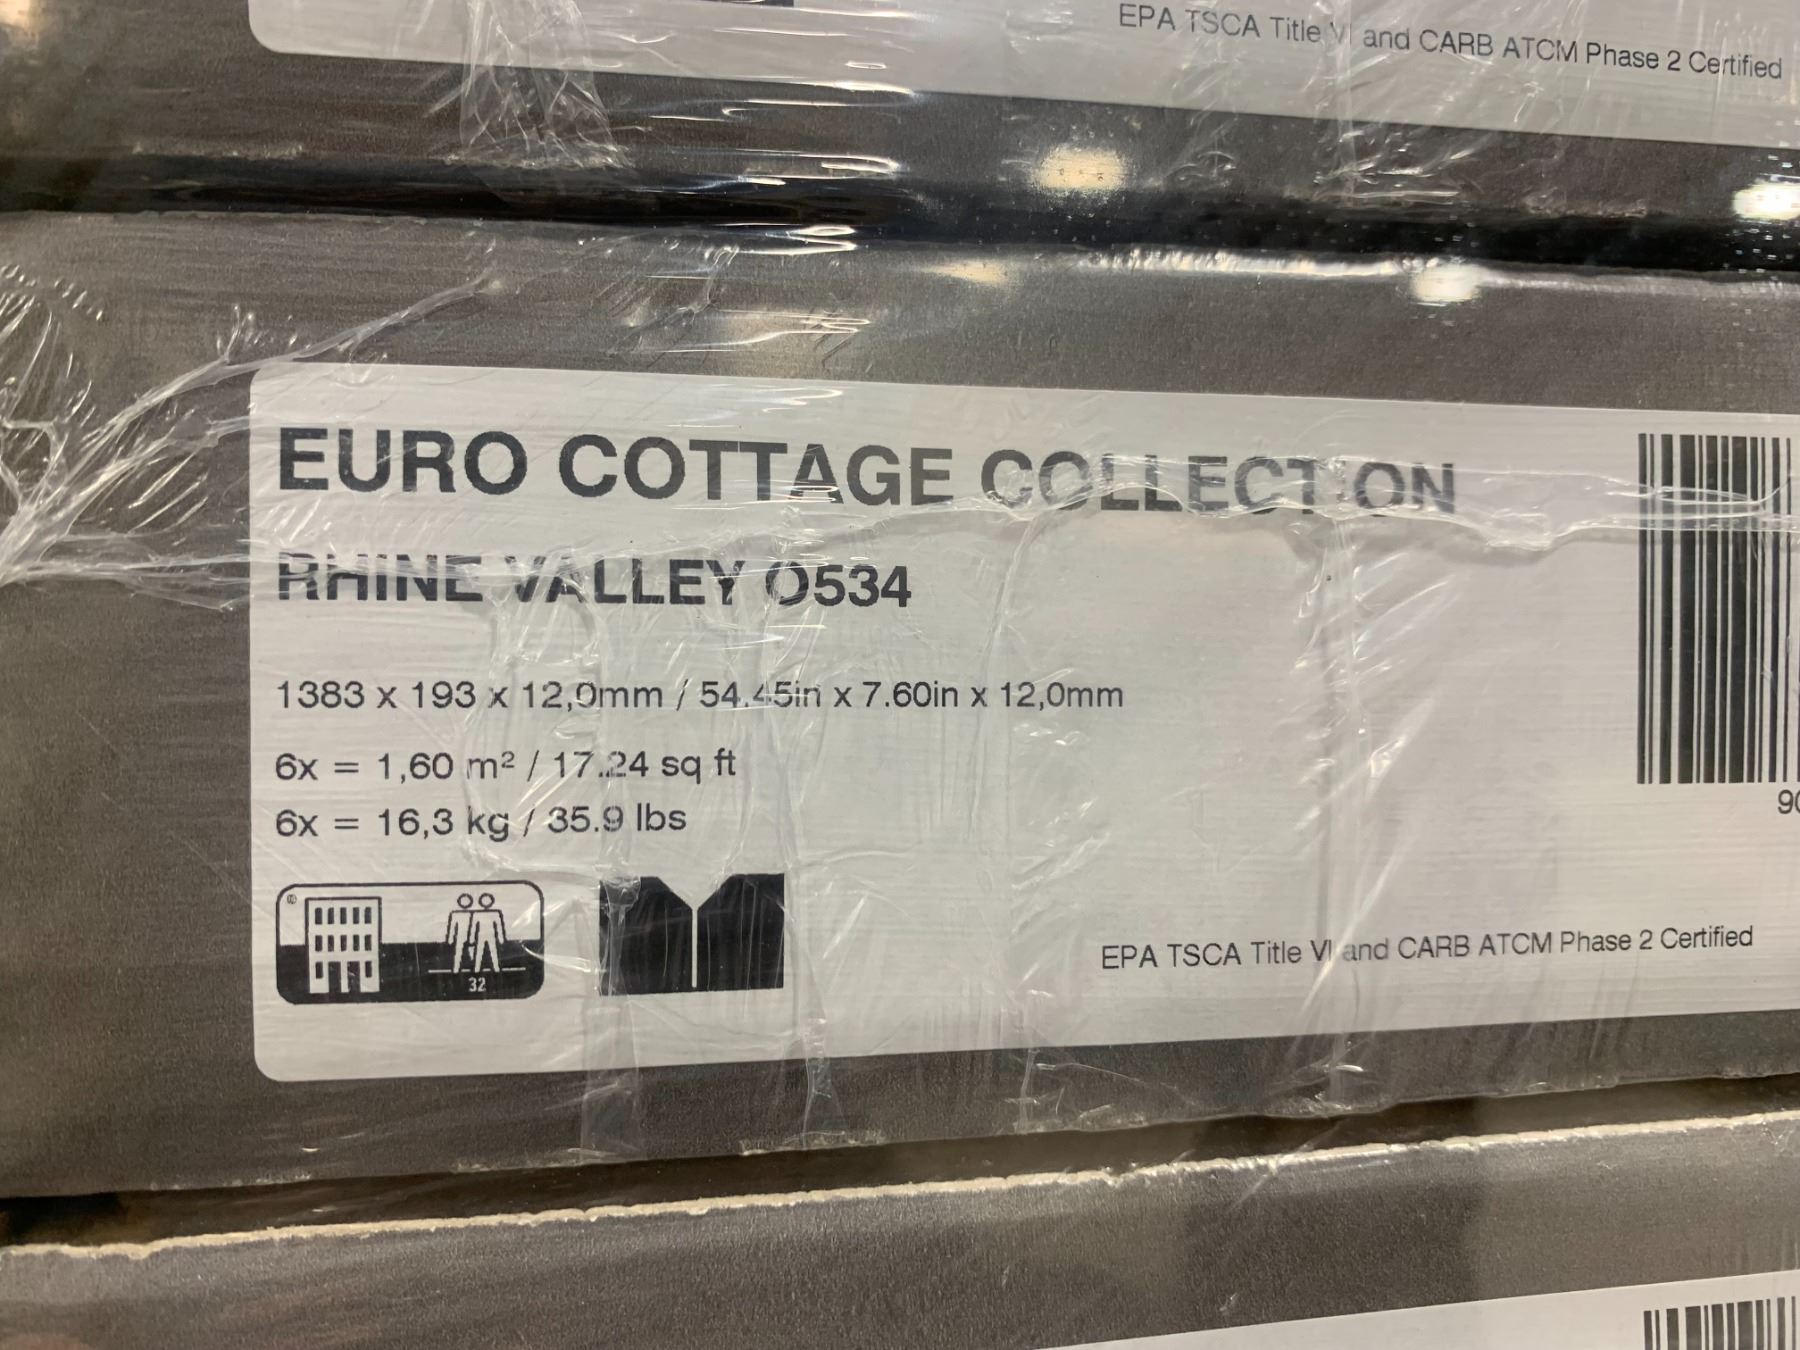 EPA TSCA Title VI and CARB ATCM Phase 2 Certified
EURO COTTAGE COLLECTION
RHINE VALLEY O534
1383 x 193 x 12,0mm / 54.45in x 7.60in x 12,0mm
6x = 1,60 m² / 17.24 sq ft
6x = 16,3 kg / 35.9 lbs
32
90
EPA TSCA Title VI and CARB ATCM Phase 2 Certified